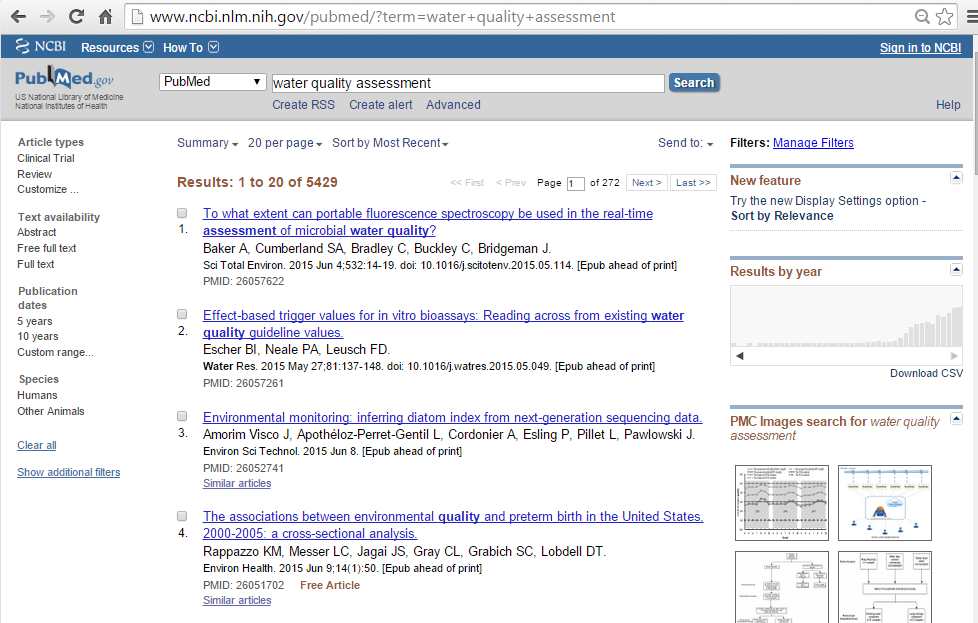 www.ncbi.nlm.nih.gov/pubmed/?term=water+quality+assessment
NCBI Resources How To Sign in to NCBI
PubMed.gov
US National Library of Medicine
National Institutes of Health
PubMed
water quality assessment
Search
Create RSS Create alert Advanced
Help
Article types
Clinical Trial
Review
Customize ...
Text availability
Abstract
Free full text
Full text
Publication
dates
5 years
10 years
Custom range...
Species
Humans
Other Animals
Clear all
Show additional filters
Summary 20 per page Sort by Most Recent Send to:
Results: 1 to 20 of 5429
<< First < Prev Page 1 of 272 Next > Last >>
1.
To what extent can portable fluorescence spectroscopy be used in the real-time
assessment of microbial water quality?
Baker A, Cumberland SA, Bradley C, Buckley C, Bridgeman J.
Sci Total Environ. 2015 Jun 4;532:14-19. doi: 10.1016/j.scitotenv.2015.05.114. [Epub ahead of print]
PMID: 26057622
2.
Effect-based trigger values for in vitro bioassays: Reading across from existing water
quality guideline values.
Escher BI, Neale PA, Leusch FD.
Water Res. 2015 May 27;81:137-148. doi: 10.1016/j.watres.2015.05.049. [Epub ahead of print]
PMID: 26057261
3.
Environmental monitoring: inferring diatom index from next-generation sequencing data.
Amorim Visco J, Apothéloz-Perret-Gentil L, Cordonier A, Esling P, Pillet L, Pawlowski J.
Environ Sci Technol. 2015 Jun 8. [Epub ahead of print]
PMID: 26052741
Similar articles
4.
The associations between environmental quality and preterm birth in the United States,
2000-2005: a cross-sectional analysis.
Rappazzo KM, Messer LC, Jagai JS, Gray CL, Grabich SC, Lobdell DT.
Environ Health. 2015 Jun 9;14(1):50. [Epub ahead of print]
PMID: 26051702 Free Article
Similar articles
Filters: Manage Filters
New feature
Try the new Display Settings option -
Sort by Relevance
Results by year
Download CSV
PMC Images search for water quality
assessment